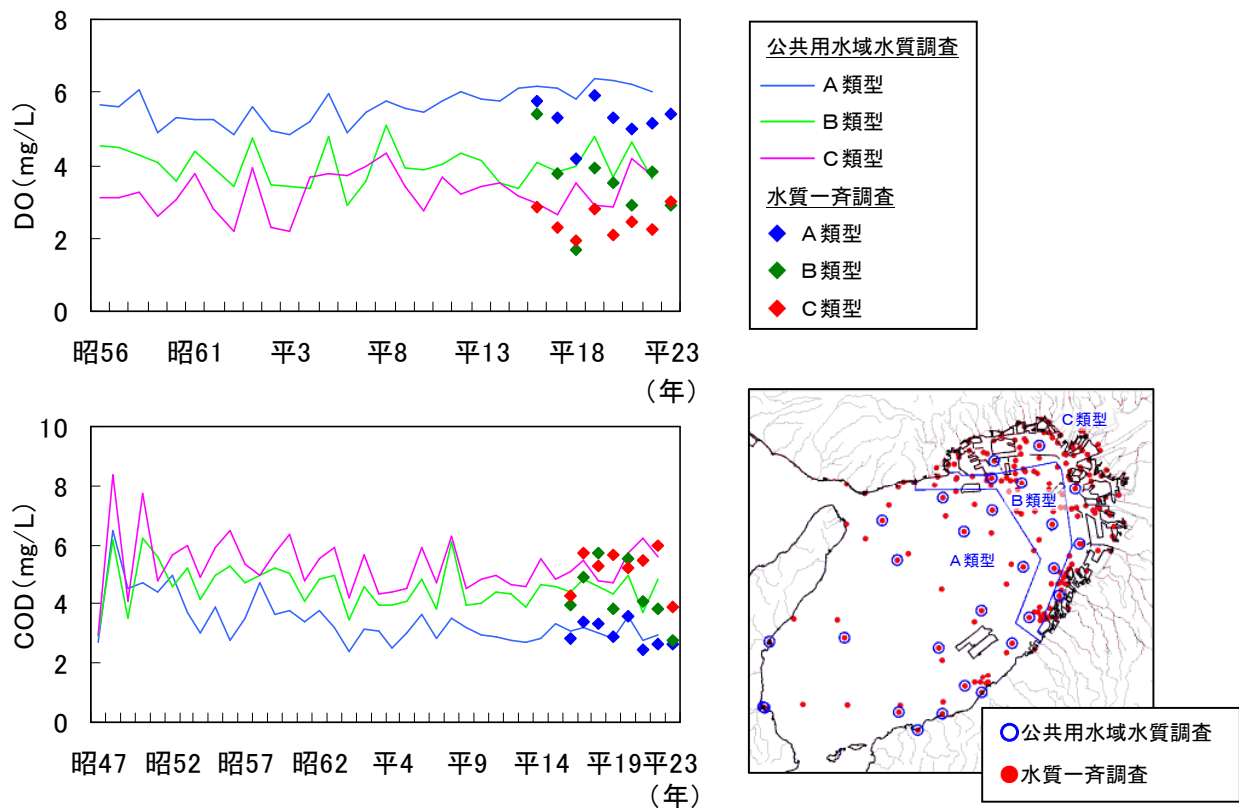 8
6
4
2
0
DO(mg/L)
昭56 昭61 平3 平8 平13 平18 平23
(年)
公共用水域水質調査
A類型
B類型
C類型
水質一斉調査
A類型
B類型
C類型
10
8
6
4
2
0
COD(mg/L)
昭47 昭52 昭57 昭62 平4 平9 平14 平19 平23
(年)
C類型
B類型
A類型
公共用水域水質調査
水質一斉調査